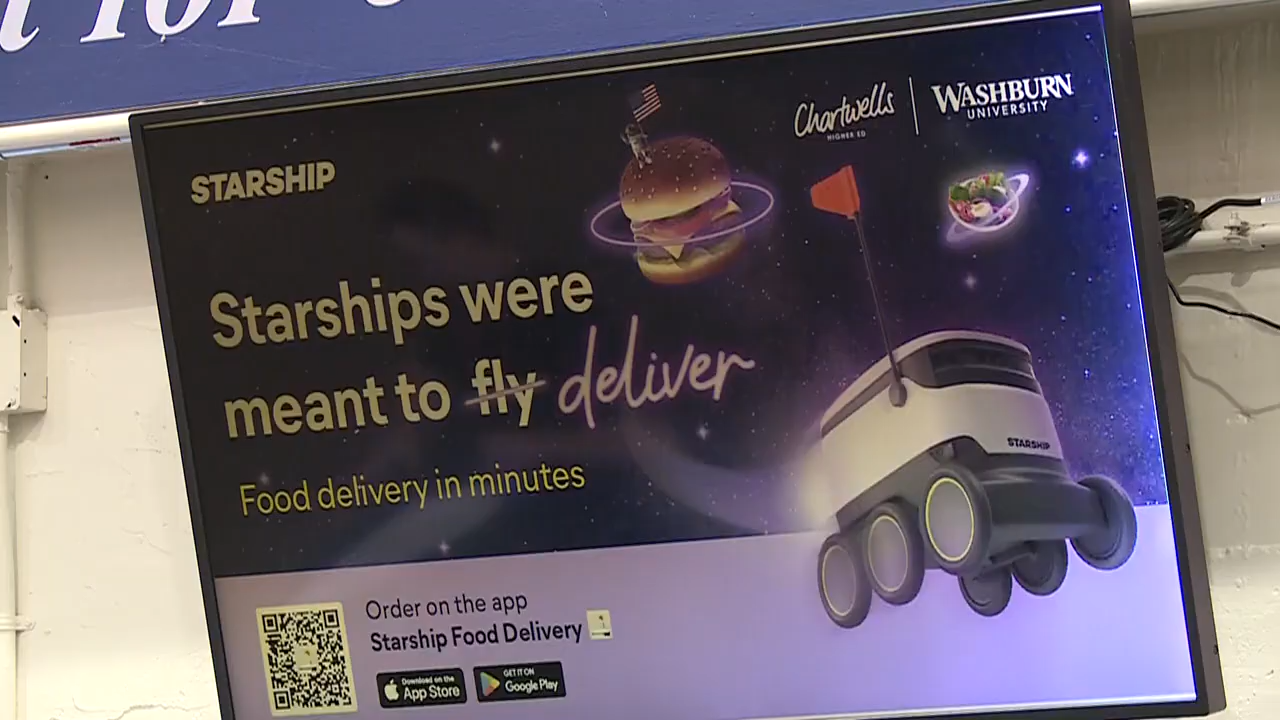 for
STARSHIP
Chartwells
HIGHER ED
WASHBURN
UNIVERSITY
Starships were
meant to fly deliver
Food delivery in minutes
STARSHIP
Order on the app
Starship Food Delivery
Download on the
App Store
GET IT ON
Google Play